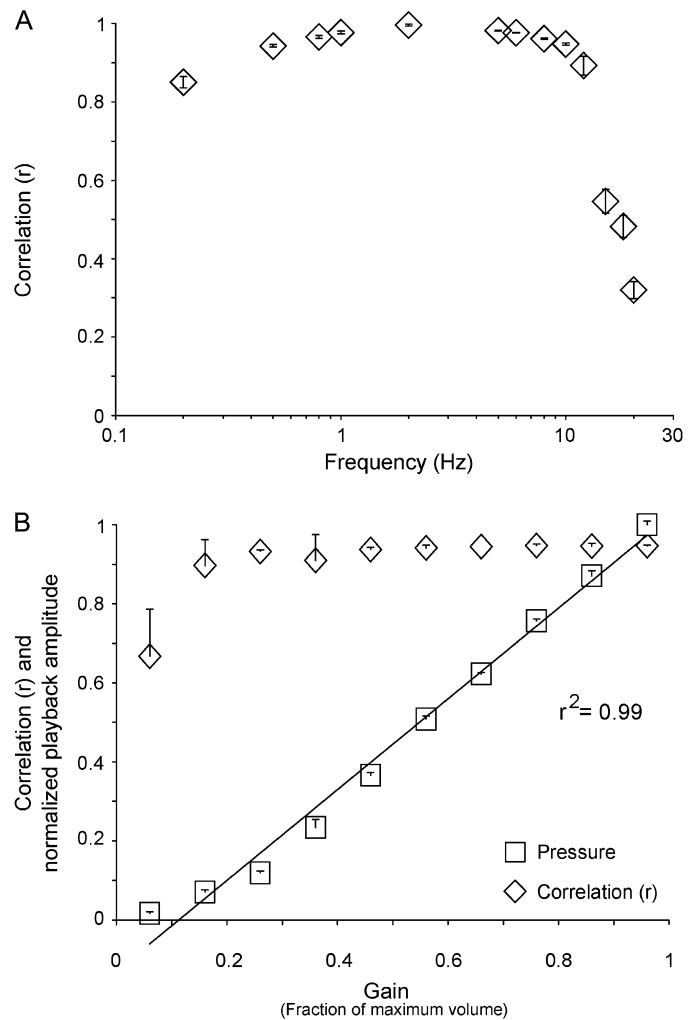 A
1
0.8
0.6
0.4
0.2
0
Correlation (r)
0.1
1
10
30
Frequency (Hz)
B
1
0.8
0.6
0.4
0.2
0
Correlation (r) and
normalized playback amplitude
r2= 0.99
Pressure
Correlation (r)
0
0.2
0.4
0.6
0.8
1
Gain
(Fraction of maximum volume)